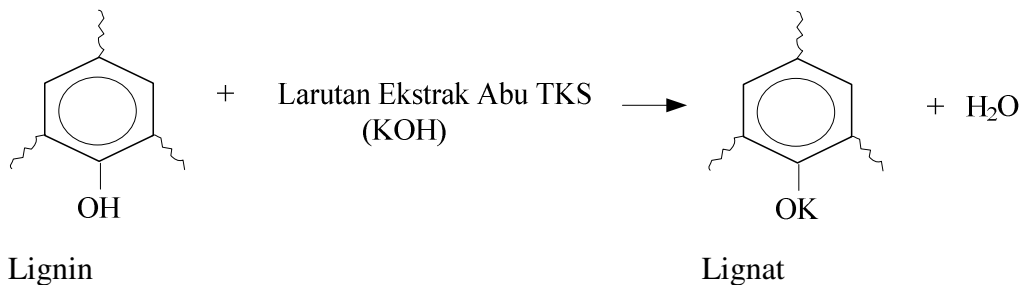 + Larutan Ekstrak Abu TKS + H₂O
(KOH)
OH OK
Lignin Lignat